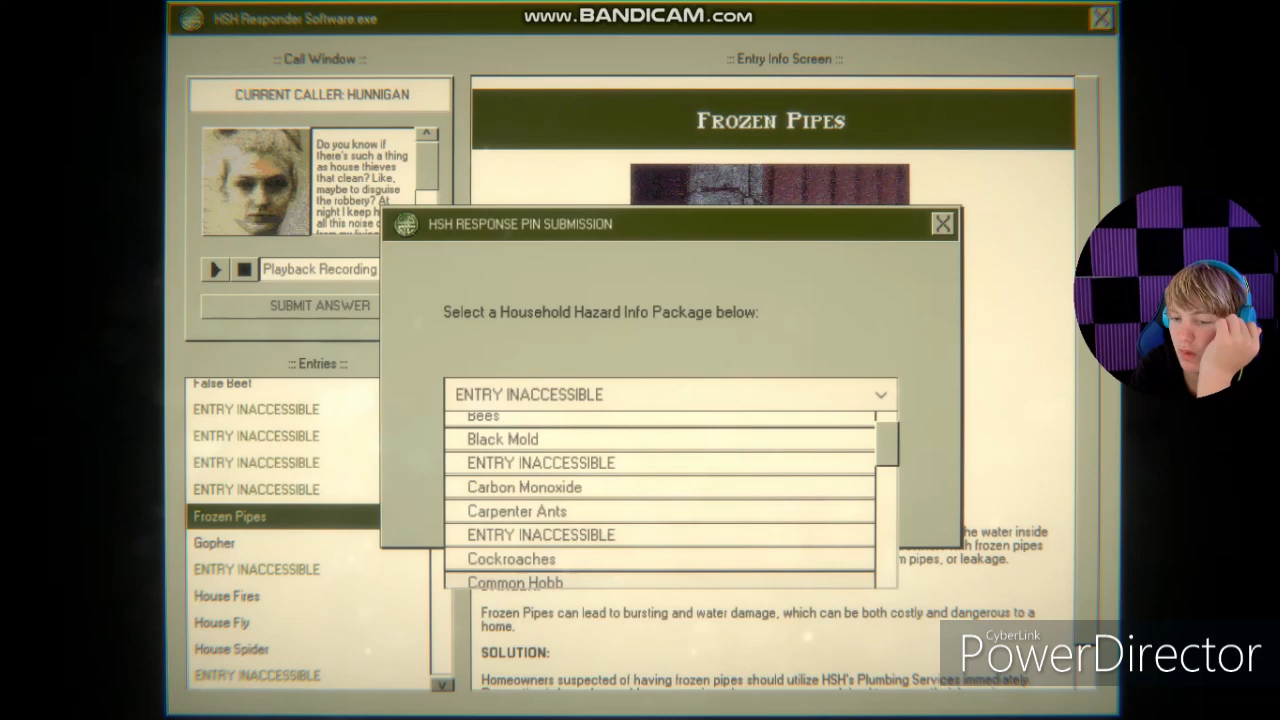 www.BANDICAM.com
HSH Responder Software.exe
::: Call Window :::
::: Entry Info Screen :::
CURRENT CALLER: HUNNIGAN
FROZEN PIPES
Do you know if
there's such a thing
as house thieves
that clean? Like,
maybe to disguise
the robbery? At
night I keep
all this noise
HSH RESPONSE PIN SUBMISSION
Playback Recording
SUBMIT ANSWER
Select a Household Hazard Info Package below:
::: Entries :::
False Beet
ENTRY INACCESSIBLE
ENTRY INACCESSIBLE
ENTRY INACCESSIBLE
ENTRY INACCESSIBLE
Frozen Pipes
Gopher
ENTRY INACCESSIBLE
House Fires
House Fly
House Spider
ENTRY INACCESSIBLE
ENTRY INACCESSIBLE
Bees
Black Mold
ENTRY INACCESSIBLE
Carbon Monoxide
Carpenter Ants
ENTRY INACCESSIBLE
Cockroaches
Common Hobb
the water inside
frozen pipes
pipes, or leakage.
Frozen Pipes can lead to bursting and water damage, which can be both costly and dangerous to a
home.
SOLUTION:
Homeowners suspected of having frozen pipes should utilize HSH's Plumbing Services immediately.
CyberLink
PowerDirector